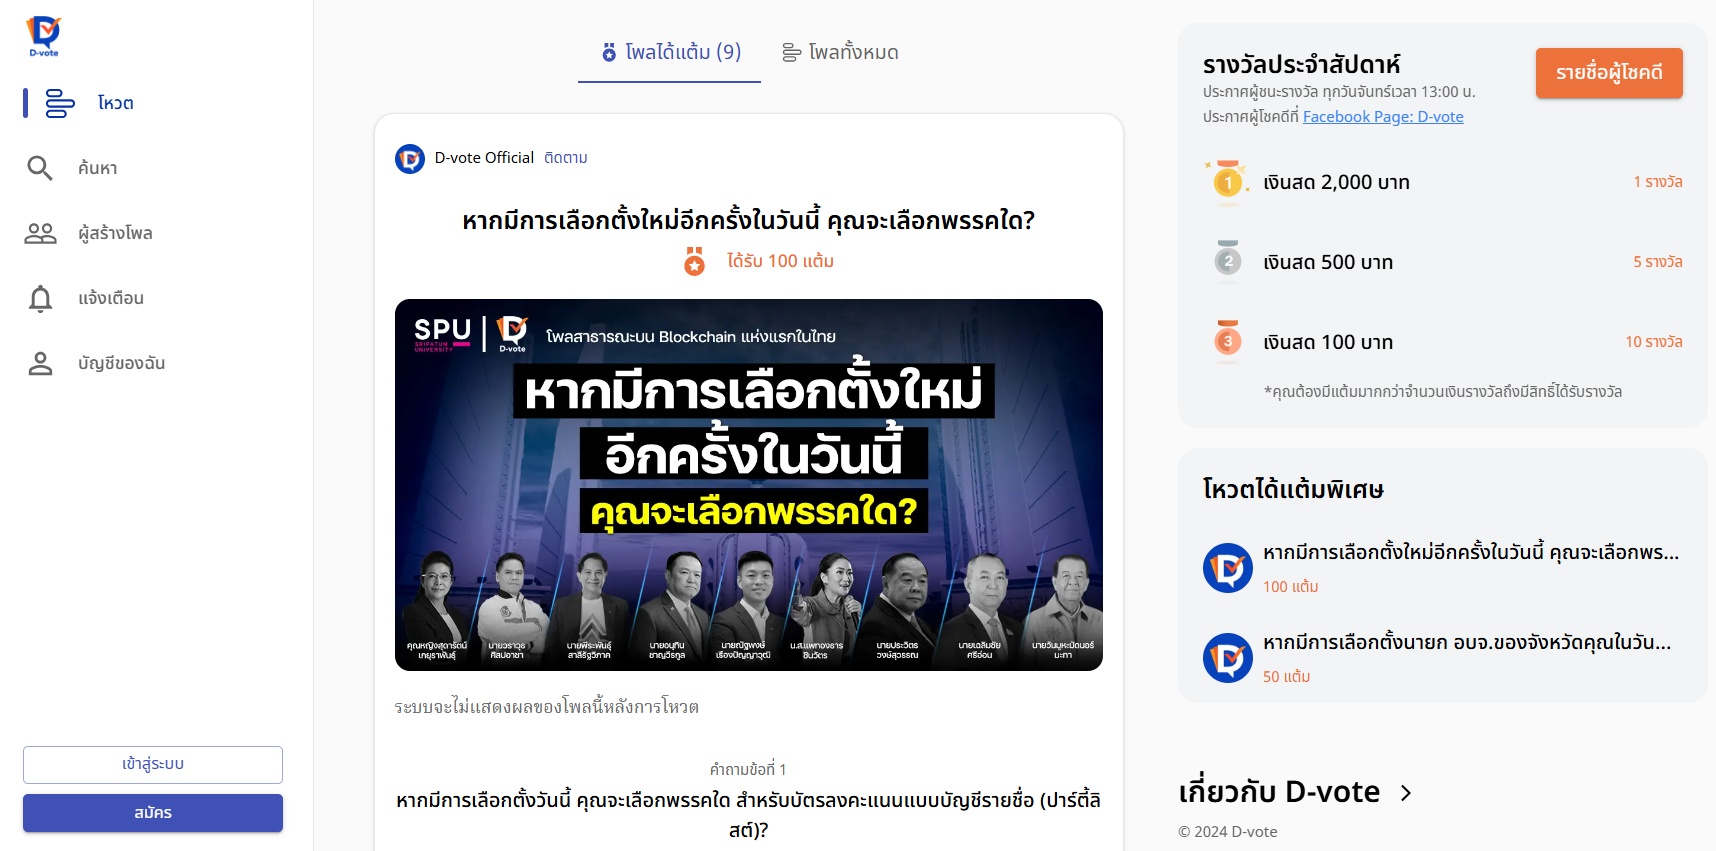 D-vote
โหวต
ค้นหา
ผู้สร้างโพล
แจ้งเตือน
บัญชีของฉัน
เข้าสู่ระบบ
สมัคร
โพลได้แต้ม (9)
โพลทั้งหมด
D-vote Official ติดตาม
หากมีการเลือกตั้งใหม่อีกครั้งในวันนี้ คุณจะเลือกพรรคใด?
ได้รับ 100 แต้ม
SPU
SRIPATUM
UNIVERSITY
D-vote
โพลสาธารณะบน Blockchain แห่งแรกในไทย
หากมีการเลือกตั้งใหม่
อีกครั้งในวันนี้
คุณจะเลือกพรรคใด?
คุณหญิงสุดารัตน์
เกยุราพันธุ์
นายวราวุธ
ศิลปอาชา
นายพีระพันธุ์
สาลีรัฐวิภาค
นายอนุทิน
ชาญวีรกูล
นายณัฐพงษ์
เรืองปัญญาวุฒิ
น.ส.แพทองธาร
ชินวัตร
นายประวิตร
วงษ์สุวรรณ
นายเฉลิมชัย
ศรีอ่อน
นายวันมูหะมัดนอร์
มะทา
ระบบจะไม่แสดงผลของโพลนี้หลังการโหวต
คำถามข้อที่ 1
หากมีการเลือกตั้งวันนี้ คุณจะเลือกพรรคใด สำหรับบัตรลงคะแนนแบบบัญชีรายชื่อ (ปาร์ตี้ลิ
สต์)?
รางวัลประจำสัปดาห์
ประกาศผู้ชนะรางวัล ทุกวันจันทร์เวลา 13:00 น.
ประกาศผู้โชคดีที่ Facebook Page: D-vote
รายชื่อผู้โชคดี
1 เงินสด 2,000 บาท 1 รางวัล
2 เงินสด 500 บาท 5 รางวัล
3 เงินสด 100 บาท 10 รางวัล
*คุณต้องมีแต้มมากกว่าจำนวนเงินรางวัลถึงมีสิทธิ์ได้รับรางวัล
โหวตได้แต้มพิเศษ
หากมีการเลือกตั้งใหม่อีกครั้งในวันนี้ คุณจะเลือกพร...
100 แต้ม
หากมีการเลือกตั้งนายก อบจ.ของจังหวัดคุณในวัน...
50 แต้ม
เกี่ยวกับ D-vote
© 2024 D-vote